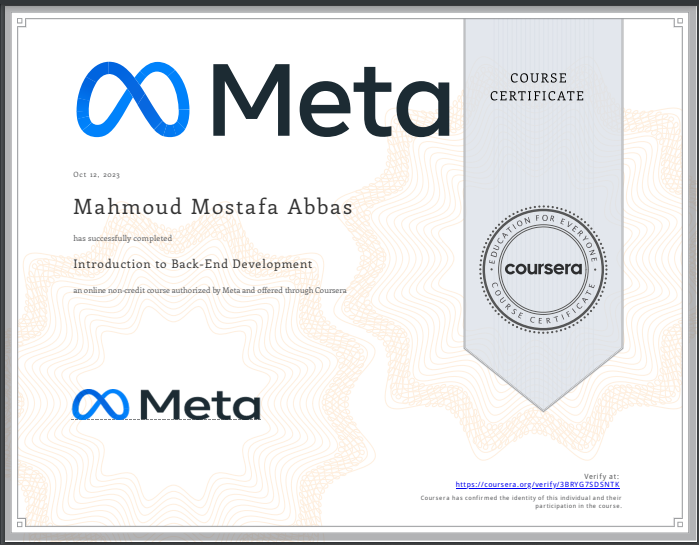 Meta
COURSE
CERTIFICATE
Oct 12, 2023
Mahmoud Mostafa Abbas
has successfully completed
Introduction to Back-End Development
an online non-credit course authorized by Meta and offered through Coursera
EDUCATION FOR EVERYONE
coursera
COURSE CERTIFICATE
Meta
Verify at:
https://coursera.org/verify/3BRYG7SDSNTK
Coursera has confirmed the identity of this individual and their
participation in the course.